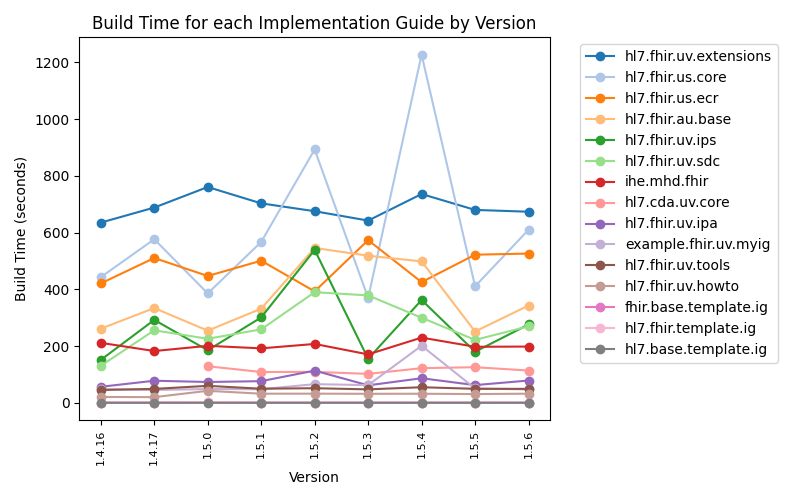 Build Time for each Implementation Guide by Version
Build Time (seconds)
1200
1000
800
600
400
200
0
1.4.16
1.4.17
1.5.0
1.5.1
1.5.2
1.5.3
1.5.4
1.5.5
1.5.6
Version
hl7.fhir.uv.extensions
hl7.fhir.us.core
hl7.fhir.us.ecr
hl7.fhir.au.base
hl7.fhir.uv.ips
hl7.fhir.uv.sdc
ihe.mhd.fhir
hl7.cda.uv.core
hl7.fhir.uv.ipa
example.fhir.uv.myig
hl7.fhir.uv.tools
hl7.fhir.uv.howto
fhir.base.template.ig
hl7.fhir.template.ig
hl7.base.template.ig